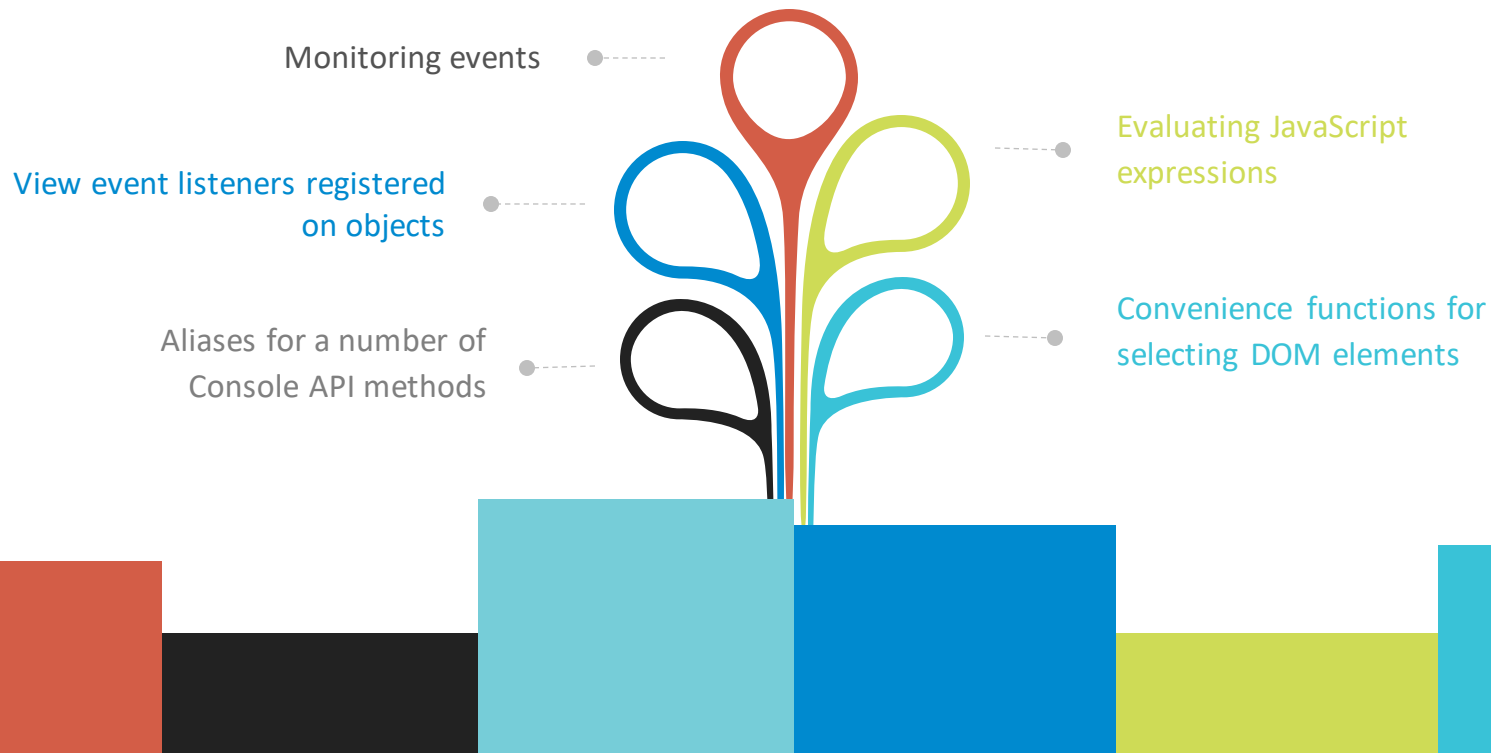 Monitoring events
View event listeners registered
on objects
Aliases for a number of
Console API methods
Evaluating JavaScript
expressions
Convenience functions for
selecting DOM elements